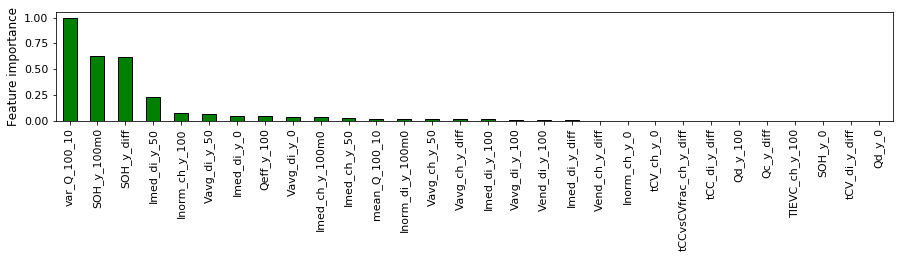 Feature importance
1.00
0.75
0.50
0.25
0.00
var_Q_100_10
SOH_y_100m0
SOH_y_diff
Imed_di_y_50
Inorm_ch_y_100
Vavg_di_y_50
Imed_di_y_0
Qeff_y_100
Vavg_di_y_0
Imed_ch_y_100m0
Imed_ch_y_50
mean_Q_100_10
Inorm_di_y_100m0
Vavg_ch_y_50
Vavg_ch_y_diff
Imed_di_y_100
Vavg_di_y_100
Vend_di_y_100
Imed_di_y_diff
Vend_ch_y_diff
Inorm_ch_y_0
tCV_ch_y_0
tCCvsCVfrac_ch_y_diff
tCC_di_y_diff
Qd_y_100
Qc_y_diff
TIEVC_ch_y_100
SOH_y_0
tCV_di_y_diff
Qd_y_0